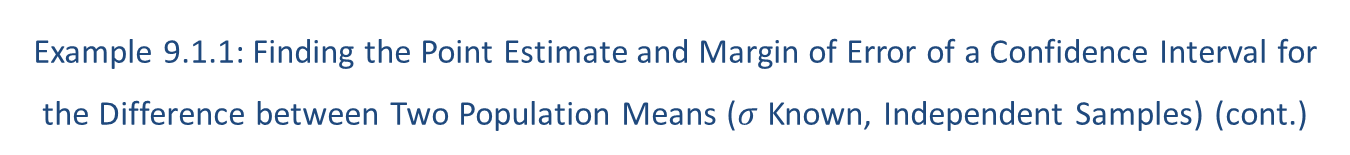 Example 9.1.1: Finding the Point Estimate and Margin of Error of a Confidence Interval for
the Difference between Two Population Means (σ Known, Independent Samples) (cont.)